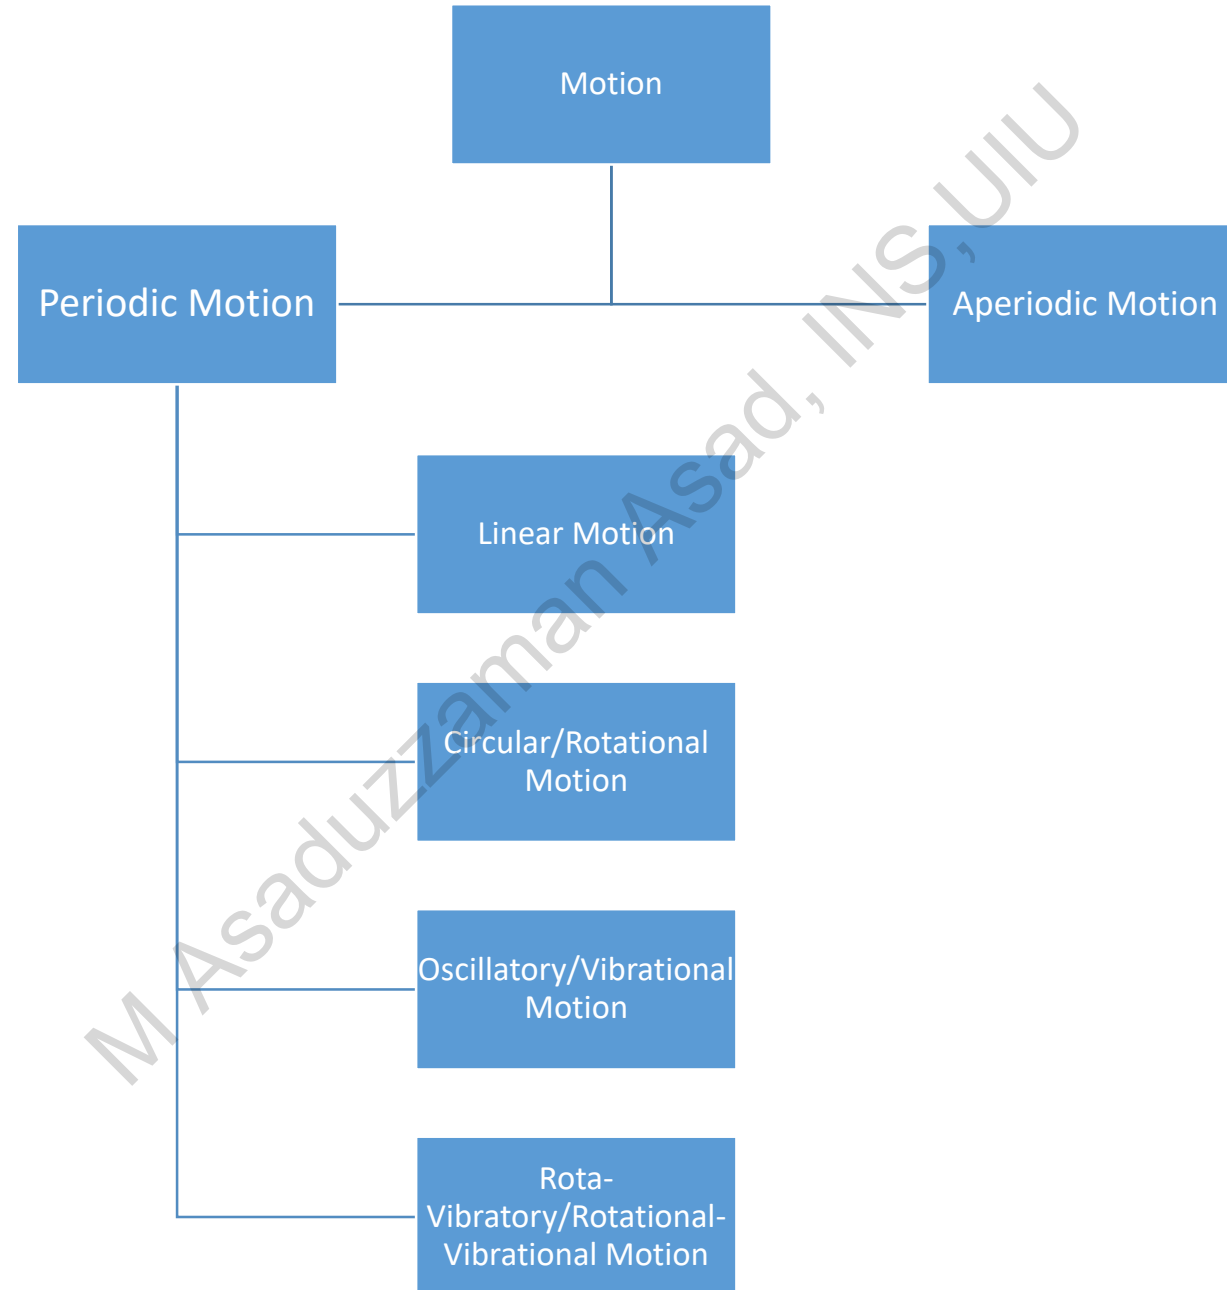 Motion
Periodic Motion
Aperiodic Motion
Linear Motion
Circular/Rotational
Motion
Oscillatory/Vibrational
Motion
Rota-
Vibratory/Rotational-
Vibrational Motion
M Asaduzzaman Asad, INS,UIU